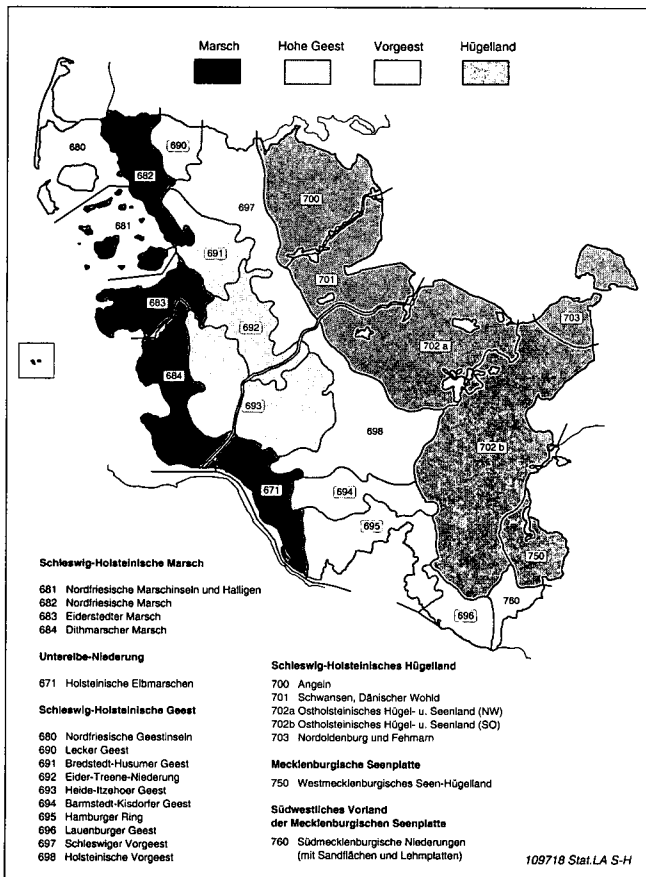 Marsch Hohe Geest Vorgeest Hügelland
680
690
682
700
697
681
691
701
683
703
692
702 a
684
693
698
702 b
671
694
695
750
760
696
Schleswig-Holsteinische Marsch
681 Nordfriesische Marschinseln und Halligen
682 Nordfriesische Marsch
683 Eiderstedter Marsch
684 Dithmarscher Marsch
Unterelbe-Niederung
671 Holsteinische Elbmarschen
Schleswig-Holsteinische Geest
680 Nordfriesische Geestinseln
690 Lecker Geest
691 Bredstedt-Husumer Geest
692 Eider-Treene-Niederung
693 Heide-Itzehoer Geest
694 Barmstedt-Kisdorfer Geest
695 Hamburger Ring
696 Lauenburger Geest
697 Schleswiger Vorgeest
698 Holsteinische Vorgeest
Schleswig-Holsteinisches Hügelland
700 Angeln
701 Schwansen, Dänischer Wohld
702a Ostholsteinisches Hügel- u. Seenland (NW)
702b Ostholsteinisches Hügel- u. Seenland (SO)
703 Nordoldenburg und Fehmarn
Mecklenburgische Seenplatte
750 Westmecklenburgisches Seen-Hügelland
Südwestliches Vorland
der Mecklenburgischen Seenplatte
760 Südmecklenburgische Niederungen
(mit Sandflächen und Lehmplatten)
109718 Stat.LA S-H